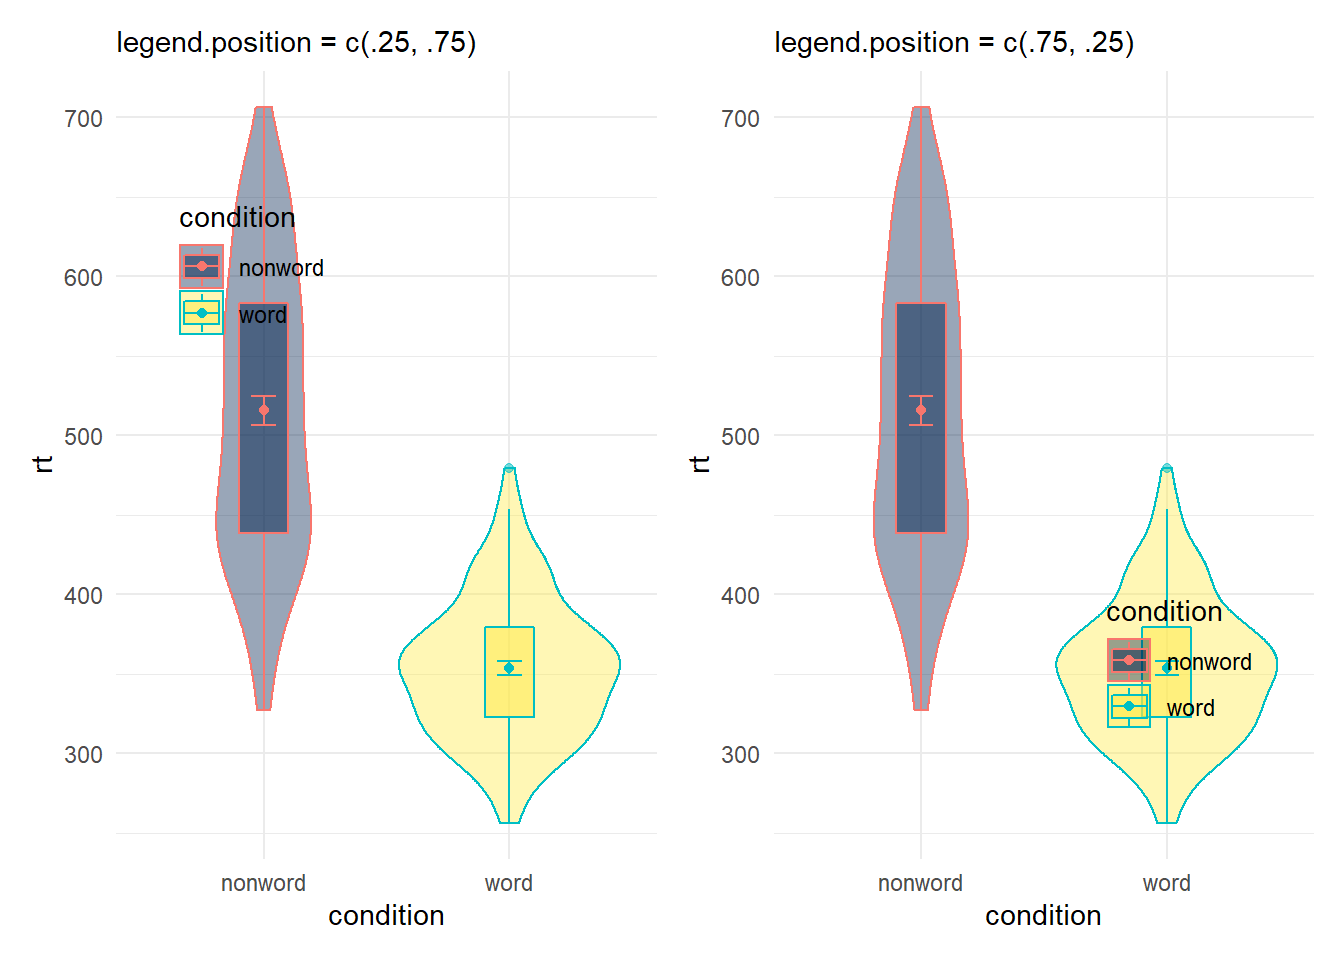 legend.position = c(.25, .75)
700
600
500
400
300
rt
condition
nonword
word
nonword
word
condition
legend.position = c(.75, .25)
700
600
500
400
300
rt
condition
nonword
word
nonword
word
condition